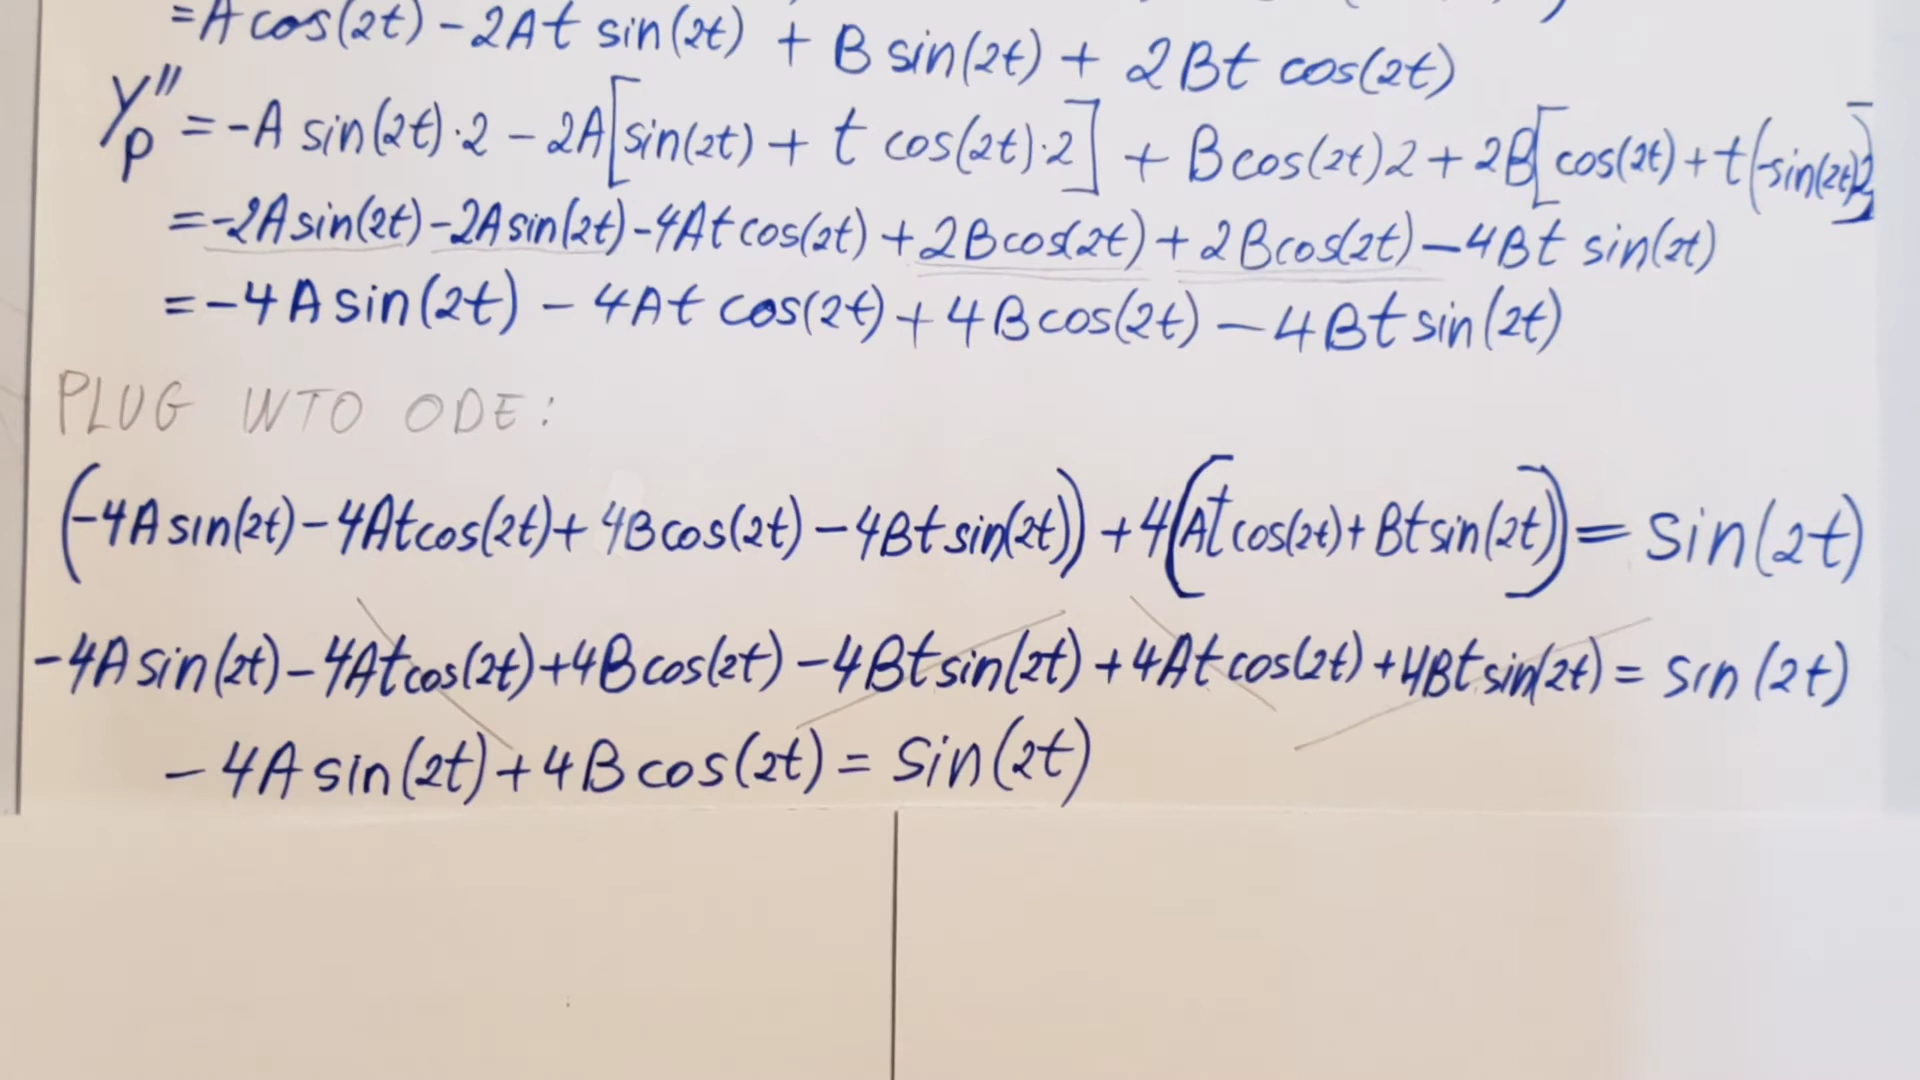 =A cos(2t) - 2At sin(2t) + B sin(2t) + 2Bt cos(2t)
y″p = -A sin(2t)·2 - 2A[sin(2t) + t cos(2t)·2] + B cos(2t)2 + 2B[cos(2t) + t(-sin(2t)2]
= -2A sin(2t) - 2A sin(2t) - 4At cos(2t) + 2B cos(2t) + 2B cos(2t) - 4Bt sin(2t)
= -4A sin(2t) - 4At cos(2t) + 4B cos(2t) - 4Bt sin(2t)
PLUG INTO ODE:
(-4A sin(2t) - 4At cos(2t) + 4B cos(2t) - 4Bt sin(2t)) + 4([At cos(2t) + Bt sin(2t)]) = sin(2t)
-4A sin(2t) - 4At cos(2t) + 4B cos(2t) - 4Bt sin(2t) + 4At cos(2t) + 4Bt sin(2t) = sin(2t)
- 4A sin(2t) + 4B cos(2t) = sin(2t)